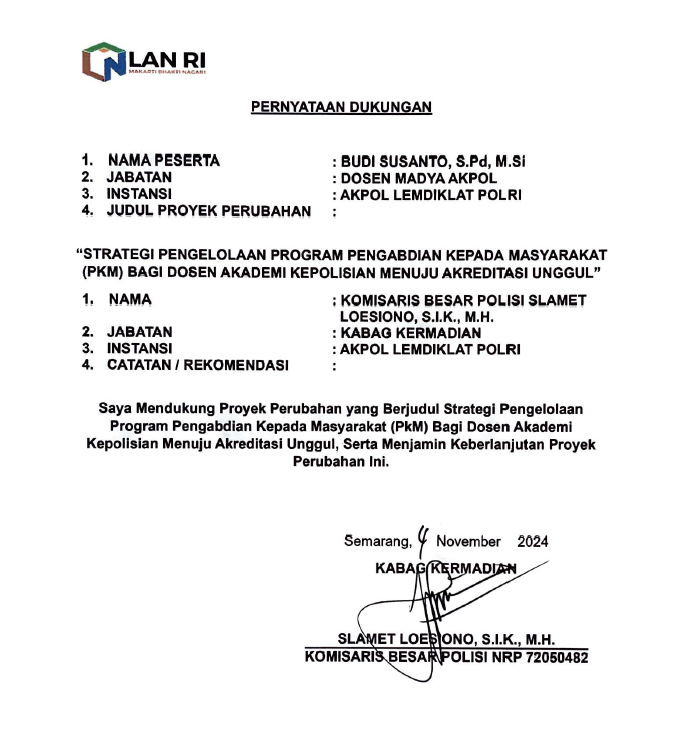 LAN RI
MAKARTI BHAKTI NAGARI
PERNYATAAN DUKUNGAN
1. NAMA PESERTA : BUDI SUSANTO, S.Pd, M.Si
2. JABATAN : DOSEN MADYA AKPOL
3. INSTANSI : AKPOL LEMDIKLAT POLRI
4. JUDUL PROYEK PERUBAHAN :
“STRATEGI PENGELOLAAN PROGRAM PENGABDIAN KEPADA MASYARAKAT
(PKM) BAGI DOSEN AKADEMI KEPOLISIAN MENUJU AKREDITASI UNGGUL”
1. NAMA : KOMISARIS BESAR POLISI SLAMET
LOESIONO, S.I.K., M.H.
2. JABATAN : KABAG KERMADIAN
3. INSTANSI : AKPOL LEMDIKLAT POLRI
4. CATATAN / REKOMENDASI :
Saya Mendukung Proyek Perubahan yang Berjudul Strategi Pengelolaan
Program Pengabdian Kepada Masyarakat (PkM) Bagi Dosen Akademi
Kepolisian Menuju Akreditasi Unggul, Serta Menjamin Keberlanjutan Proyek
Perubahan Ini.
Semarang, 4 November 2024
KABAG KERMADIAN
SLAMET LOESIONO, S.I.K., M.H.
KOMISARIS BESAR POLISI NRP 72050482